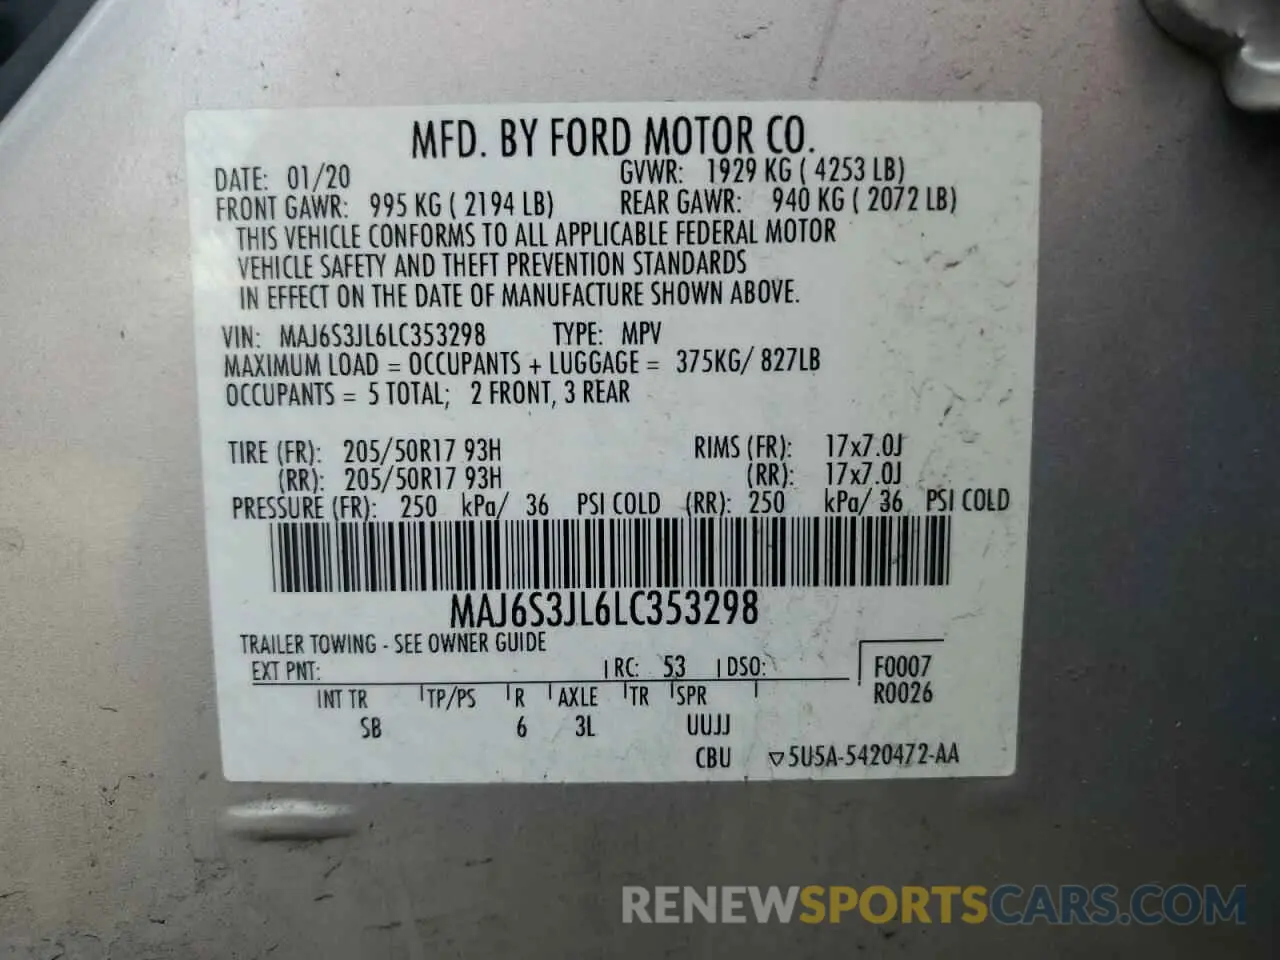 MFD. BY FORD MOTOR CO.
DATE: 01/20 GVWR: 1929 KG ( 4253 LB)
FRONT GAWR: 995 KG ( 2194 LB) REAR GAWR: 940 KG ( 2072 LB)
THIS VEHICLE CONFORMS TO ALL APPLICABLE FEDERAL MOTOR
VEHICLE SAFETY AND THEFT PREVENTION STANDARDS
IN EFFECT ON THE DATE OF MANUFACTURE SHOWN ABOVE.
VIN: MAJ6S3JL6LC353298 TYPE: MPV
MAXIMUM LOAD = OCCUPANTS + LUGGAGE = 375KG/ 827LB
OCCUPANTS = 5 TOTAL; 2 FRONT, 3 REAR
TIRE (FR): 205/50R17 93H RIMS (FR): 17x7.0J
(RR): 205/50R17 93H (RR): 17x7.0J
PRESSURE (FR): 250 kPa/ 36 PSI COLD (RR): 250 kPa/ 36 PSI COLD
MAJ6S3JL6LC353298
TRAILER TOWING - SEE OWNER GUIDE
EXT PNT: RC: 53 DSO: F0007
INT TR TP/PS R AXLE TR SPR R0026
SB 6 3L UUJJ
CBU ▽5U5A-5420472-AA
RENEWSPORTSCARS.COM